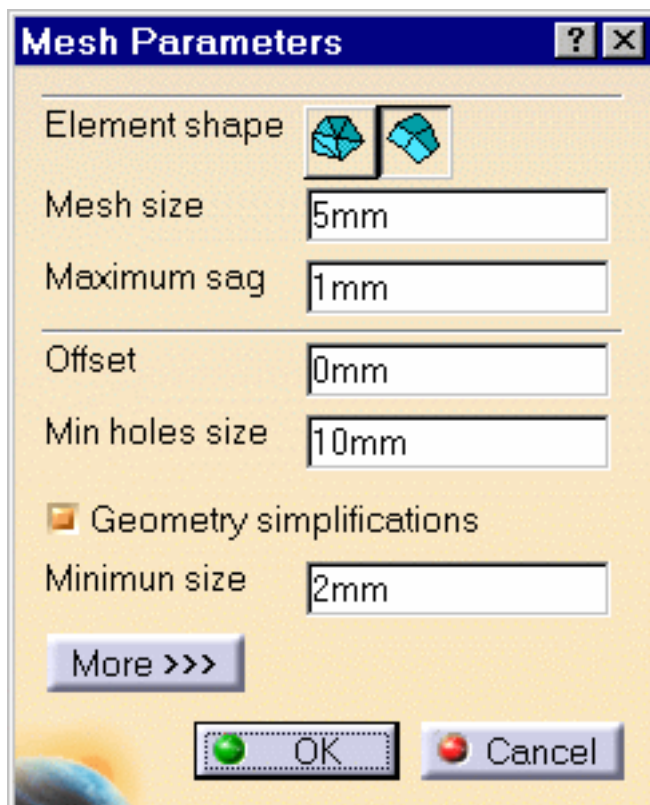 Mesh Parameters ? X
Element shape
Mesh size 5mm
Maximum sag 1mm
Offset 0mm
Min holes size 10mm
Geometry simplifications
Minimun size 2mm
More >>>
OK Cancel